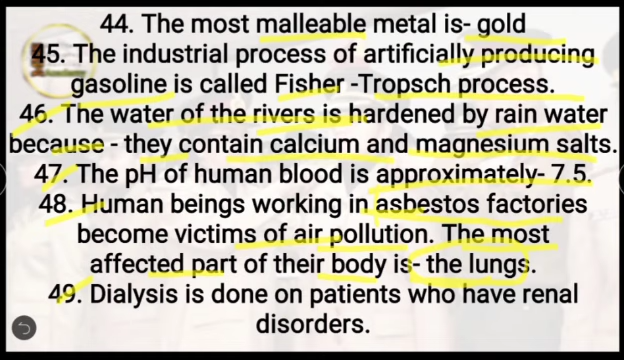 44. The most malleable metal is- gold
45. The industrial process of artificially producing
gasoline is called Fisher -Tropsch process.
46. The water of the rivers is hardened by rain water
because - they contain calcium and magnesium salts.
47. The pH of human blood is approximately- 7.5.
48. Human beings working in asbestos factories
become victims of air pollution. The most
affected part of their body is- the lungs.
49. Dialysis is done on patients who have renal
disorders.